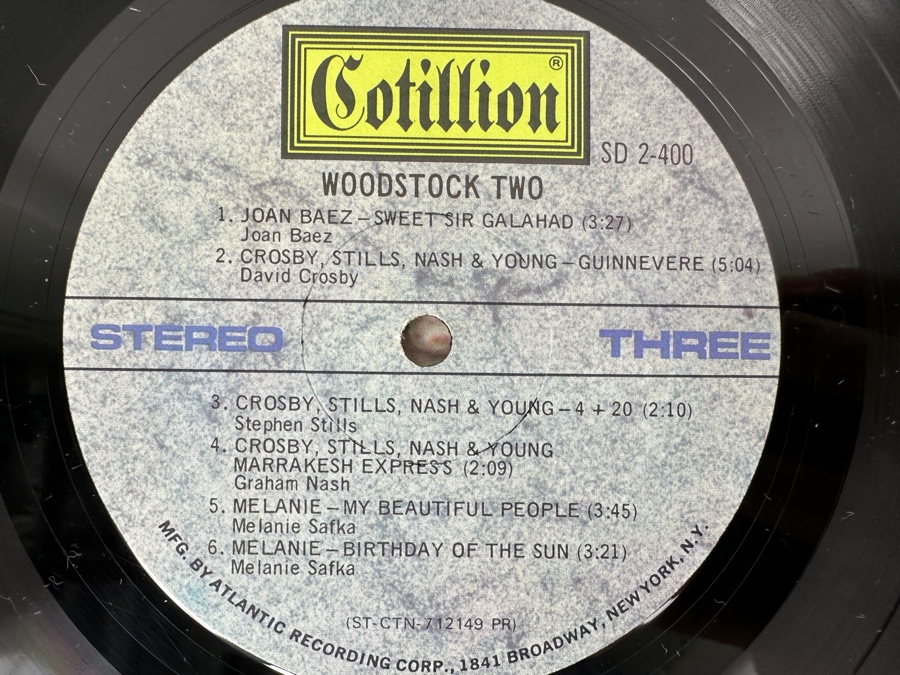 Cotillion®
SD 2-400
WOODSTOCK TWO
1. JOAN BAEZ–SWEET SIR GALAHAD (3:27)
Joan Baez
2. CROSBY, STILLS, NASH & YOUNG–GUINNEVERE (5:04)
David Crosby
STEREO THREE
3. CROSBY, STILLS, NASH & YOUNG–4 + 20 (2:10)
Stephen Stills
4. CROSBY, STILLS, NASH & YOUNG
MARRAKESH EXPRESS (2:09)
Graham Nash
5. MELANIE–MY BEAUTIFUL PEOPLE (3:45)
Melanie Safka
6. MELANIE–BIRTHDAY OF THE SUN (3:21)
Melanie Safka
(ST-CTN-712149 PR)
MFG. BY ATLANTIC RECORDING CORP., 1841 BROADWAY, NEW YORK, N.Y.